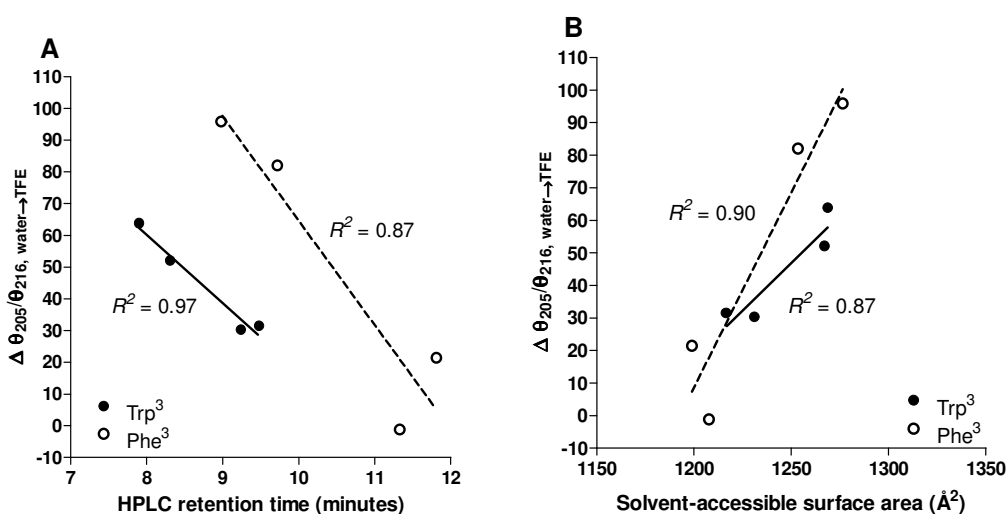 A
Δ θ205/θ216, water→TFE
110
100
90
80
70
60
50
40
30
20
10
0
-10
R² = 0.87
R² = 0.97
Trp³
Phe³
7 8 9 10 11 12
HPLC retention time (minutes)
B
Δ θ205/θ216, water→TFE
110
100
90
80
70
60
50
40
30
20
10
0
-10
R² = 0.90
R² = 0.87
Trp³
Phe³
1150 1200 1250 1300 1350
Solvent-accessible surface area (Å²)